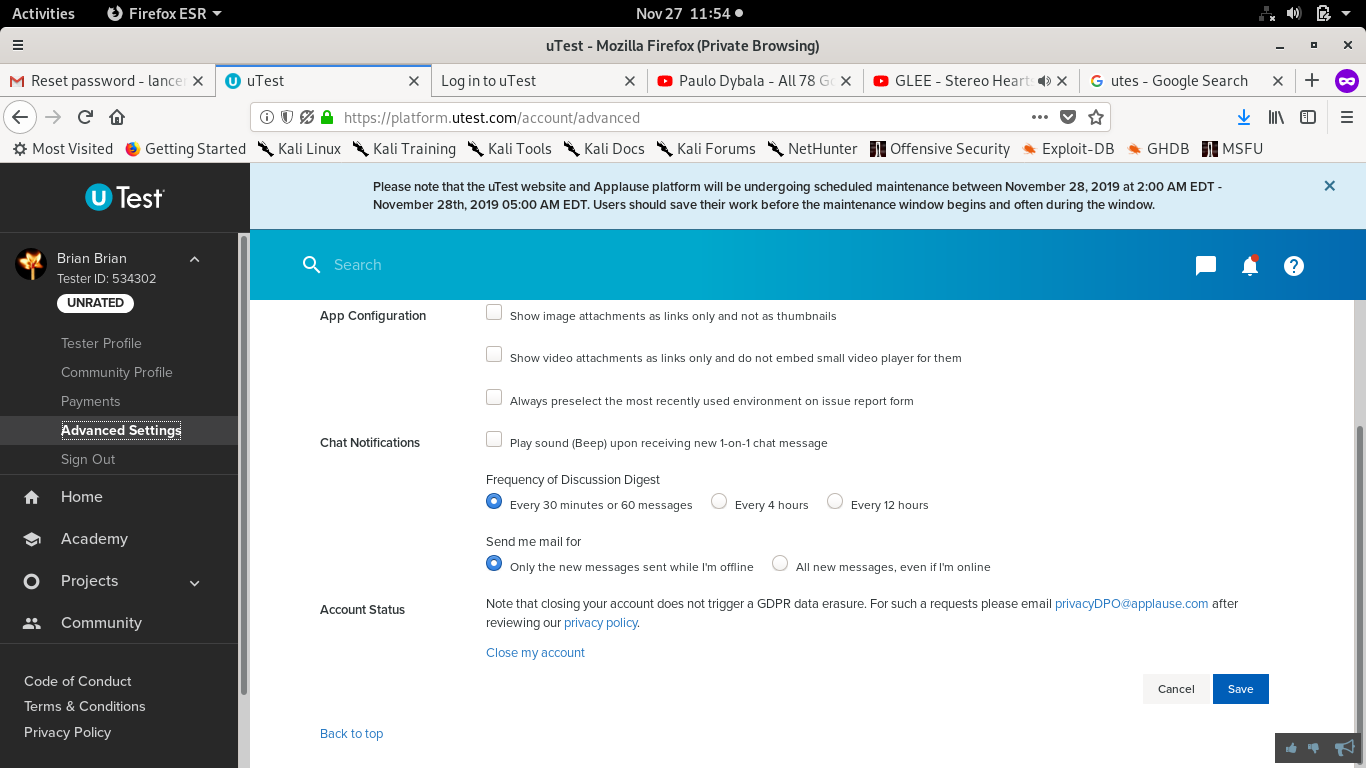 Activities
Firefox ESR
Nov 27 11:54
uTest - Mozilla Firefox (Private Browsing)
Reset password - lance
uTest
Log in to uTest
Paulo Dybala - All 78 G
GLEE - Stereo Hearts
utes - Google Search
https://platform.utest.com/account/advanced
Most Visited
Getting Started
Kali Linux
Kali Training
Kali Tools
Kali Docs
Kali Forums
NetHunter
Offensive Security
Exploit-DB
GHDB
MSFU
Please note that the uTest website and Applause platform will be undergoing scheduled maintenance between November 28, 2019 at 2:00 AM EDT -
November 28th, 2019 05:00 AM EDT. Users should save their work before the maintenance window begins and often during the window.
U Test
Search
Brian Brian
Tester ID: 534302
UNRATED
Tester Profile
Community Profile
Payments
Advanced Settings
Sign Out
Home
Academy
Projects
Community
Code of Conduct
Terms & Conditions
Privacy Policy
App Configuration
Show image attachments as links only and not as thumbnails
Show video attachments as links only and do not embed small video player for them
Always preselect the most recently used environment on issue report form
Chat Notifications
Play sound (Beep) upon receiving new 1-on-1 chat message
Frequency of Discussion Digest
Every 30 minutes or 60 messages
Every 4 hours
Every 12 hours
Send me mail for
Only the new messages sent while I'm offline
All new messages, even if I'm online
Account Status
Note that closing your account does not trigger a GDPR data erasure. For such a requests please email privacyDPO@applause.com after
reviewing our privacy policy.
Close my account
Cancel
Save
Back to top